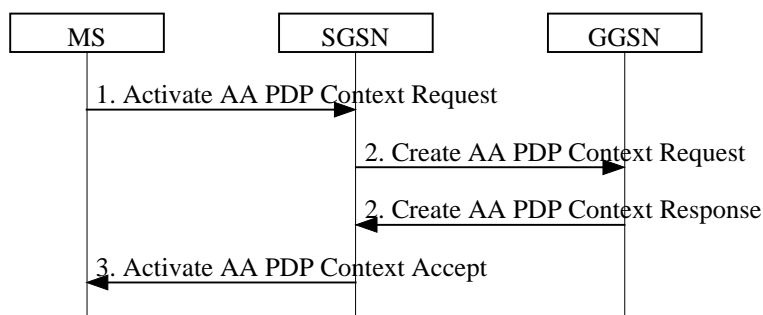 MS SGSN GGSN
1. Activate AA PDP Context Request
2. Create AA PDP Context Request
2. Create AA PDP Context Response
3. Activate AA PDP Context Accept